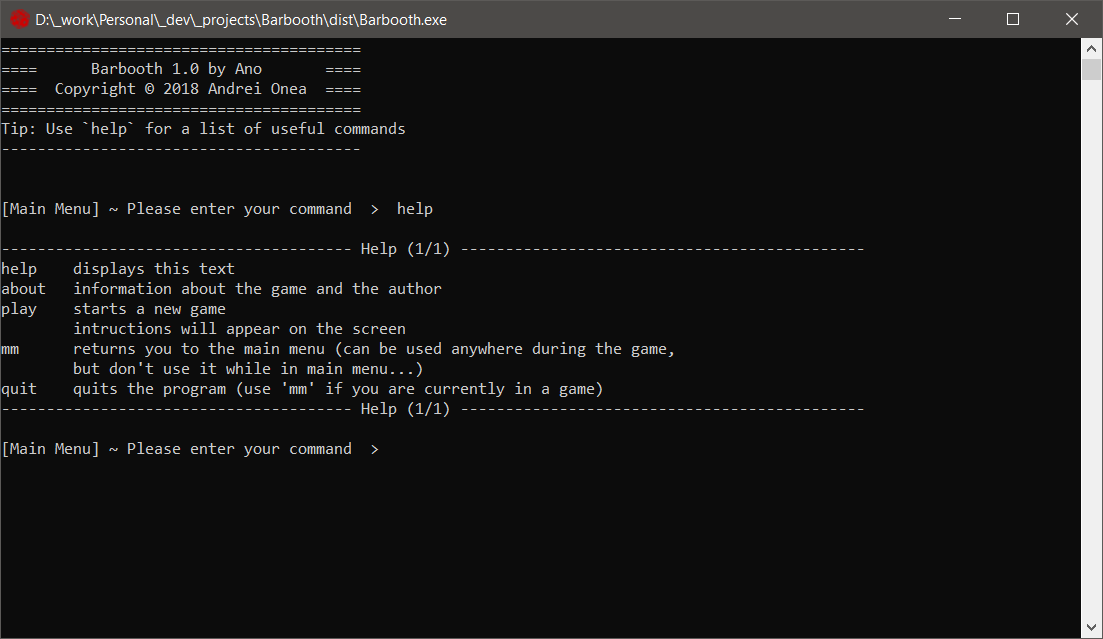 D:\_work\Personal\_dev\_projects\Barbooth\dist\Barbooth.exe
========================================
====      Barbooth 1.0 by Ano       ====
====  Copyright © 2018 Andrei Onea  ====
========================================
Tip: Use `help` for a list of useful commands
----------------------------------------
[Main Menu] ~ Please enter your command  >  help
--------------------------------------- Help (1/1) ---------------------------------------------
help    displays this text
about   information about the game and the author
play    starts a new game
        intructions will appear on the screen
mm      returns you to the main menu (can be used anywhere during the game,
        but don't use it while in main menu...)
quit    quits the program (use 'mm' if you are currently in a game)
--------------------------------------- Help (1/1) ---------------------------------------------
[Main Menu] ~ Please enter your command  >